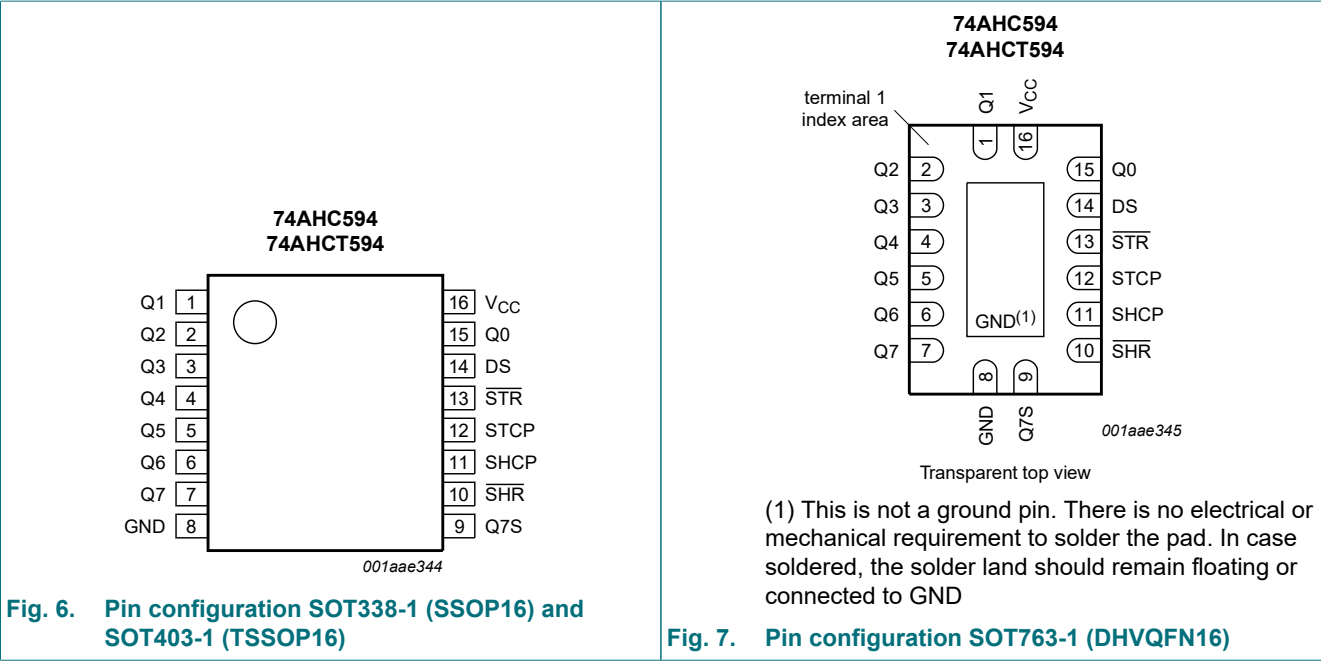 74AHC594
74AHCT594
Q1 1
Q2 2
Q3 3
Q4 4
Q5 5
Q6 6
Q7 7
GND 8
16 VCC
15 Q0
14 DS
13 STR
12 STCP
11 SHCP
10 SHR
9 Q7S
001aae344
Fig. 6. Pin configuration SOT338-1 (SSOP16) and
SOT403-1 (TSSOP16)
74AHC594
74AHCT594
terminal 1
index area
Q1
VCC
1
16
Q2 2
Q3 3
Q4 4
Q5 5
Q6 6
Q7 7
15 Q0
14 DS
13 STR
12 STCP
11 SHCP
10 SHR
GND(1)
8
9
GND
Q7S
001aae345
Transparent top view
(1) This is not a ground pin. There is no electrical or
mechanical requirement to solder the pad. In case
soldered, the solder land should remain floating or
connected to GND
Fig. 7. Pin configuration SOT763-1 (DHVQFN16)